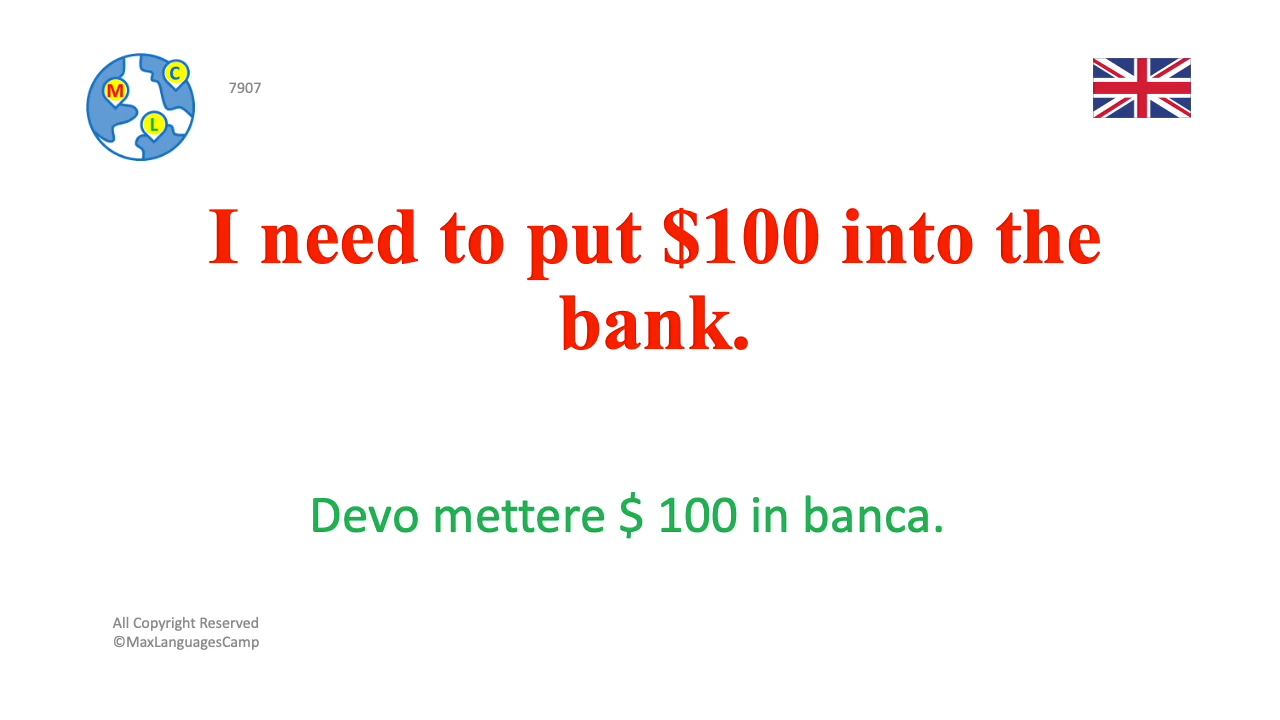 C
M
L
7907
I need to put $100 into the
bank.
Devo mettere $ 100 in banca.
All Copyright Reserved
©MaxLanguagesCamp